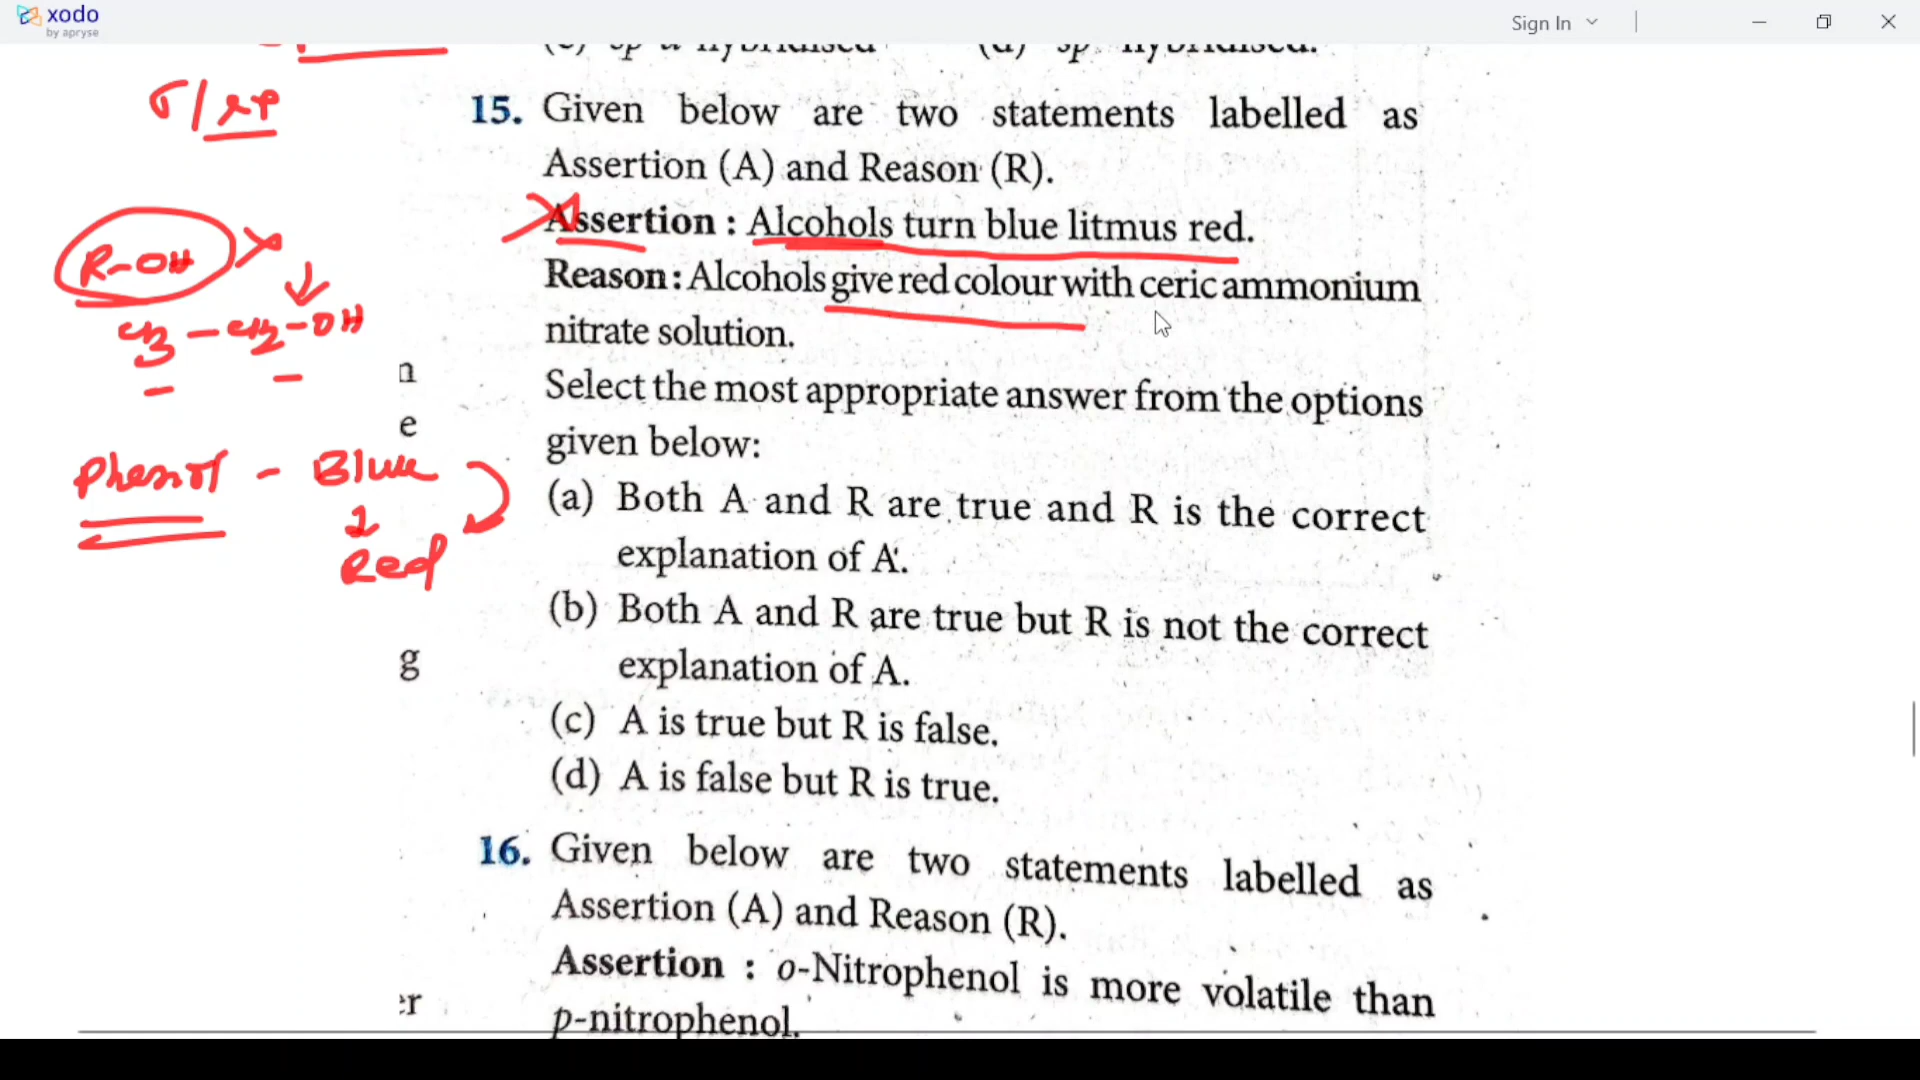 xodo
by apryse
Sign In
15. Given below are two statements labelled as
Assertion (A) and Reason (R).
Assertion : Alcohols turn blue litmus red.
Reason : Alcohols give red colour with ceric ammonium
nitrate solution.
Select the most appropriate answer from the options
given below:
(a) Both A and R are true and R is the correct
explanation of A.
(b) Both A and R are true but R is not the correct
explanation of A.
(c) A is true but R is false.
(d) A is false but R is true.
16. Given below are two statements labelled as
Assertion (A) and Reason (R).
Assertion : o-Nitrophenol is more volatile than
p-nitrophenol.
R-OH
CH3 - CH2 - OH
Phenol - Blue
Red
n
e
g
er